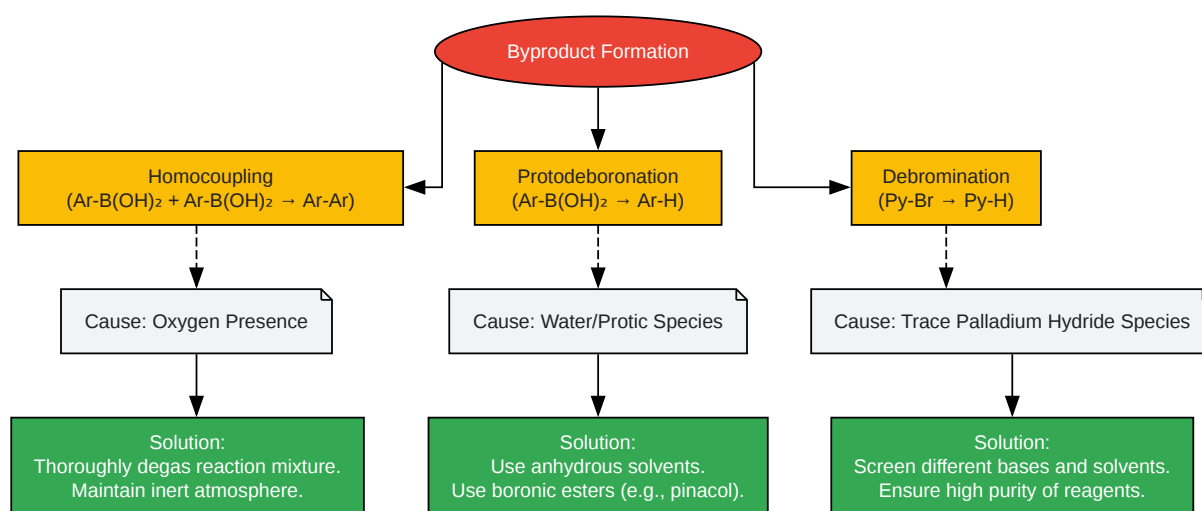 Byproduct Formation
Homocoupling
(Ar-B(OH)₂ + Ar-B(OH)₂ → Ar-Ar)
Protodeboronation
(Ar-B(OH)₂ → Ar-H)
Debromination
(Py-Br → Py-H)
Cause: Oxygen Presence
Cause: Water/Protic Species
Cause: Trace Palladium Hydride Species
Solution:
Thoroughly degas reaction mixture.
Maintain inert atmosphere.
Solution:
Use anhydrous solvents.
Use boronic esters (e.g., pinacol).
Solution:
Screen different bases and solvents.
Ensure high purity of reagents.